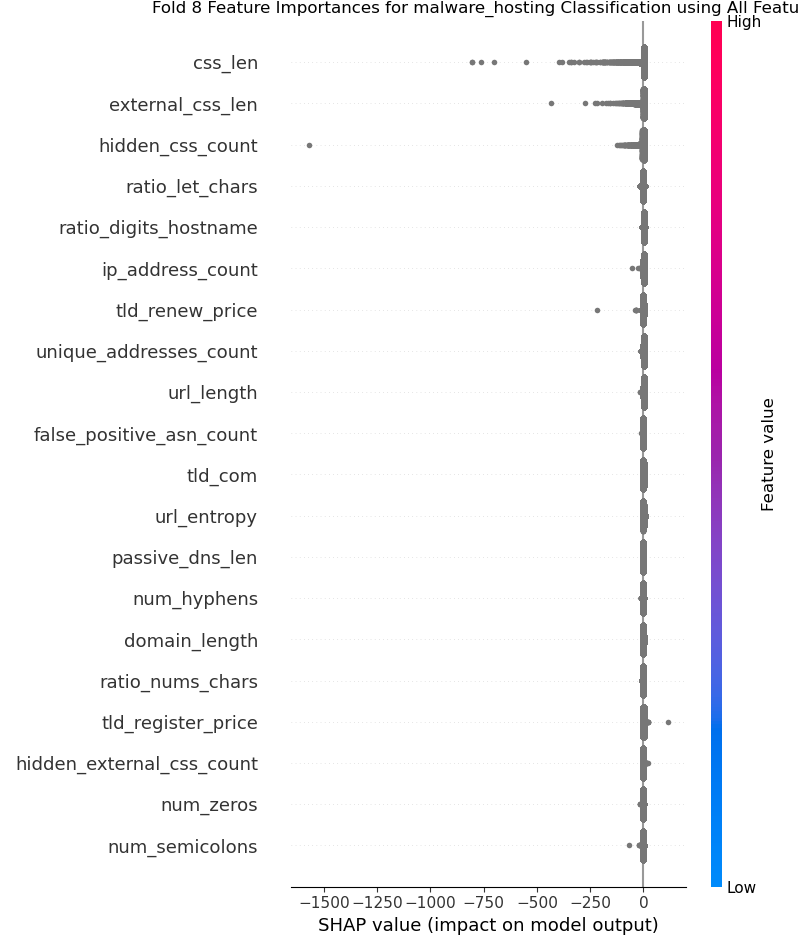 Fold 8 Feature Importances for malware_hosting Classification using All Featu
High
css_len
external_css_len
hidden_css_count
ratio_let_chars
ratio_digits_hostname
ip_address_count
tld_renew_price
unique_addresses_count
url_length
false_positive_asn_count
tld_com
url_entropy
passive_dns_len
num_hyphens
domain_length
ratio_nums_chars
tld_register_price
hidden_external_css_count
num_zeros
num_semicolons
Feature value
Low
−1500 −1250 −1000 −750 −500 −250 0
SHAP value (impact on model output)